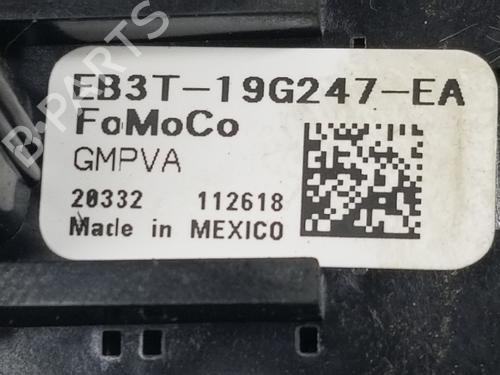 EB3T-19G247-EA
FoMoCo
GMPVA
20332 112618
Made in MEXICO
B-PARTS